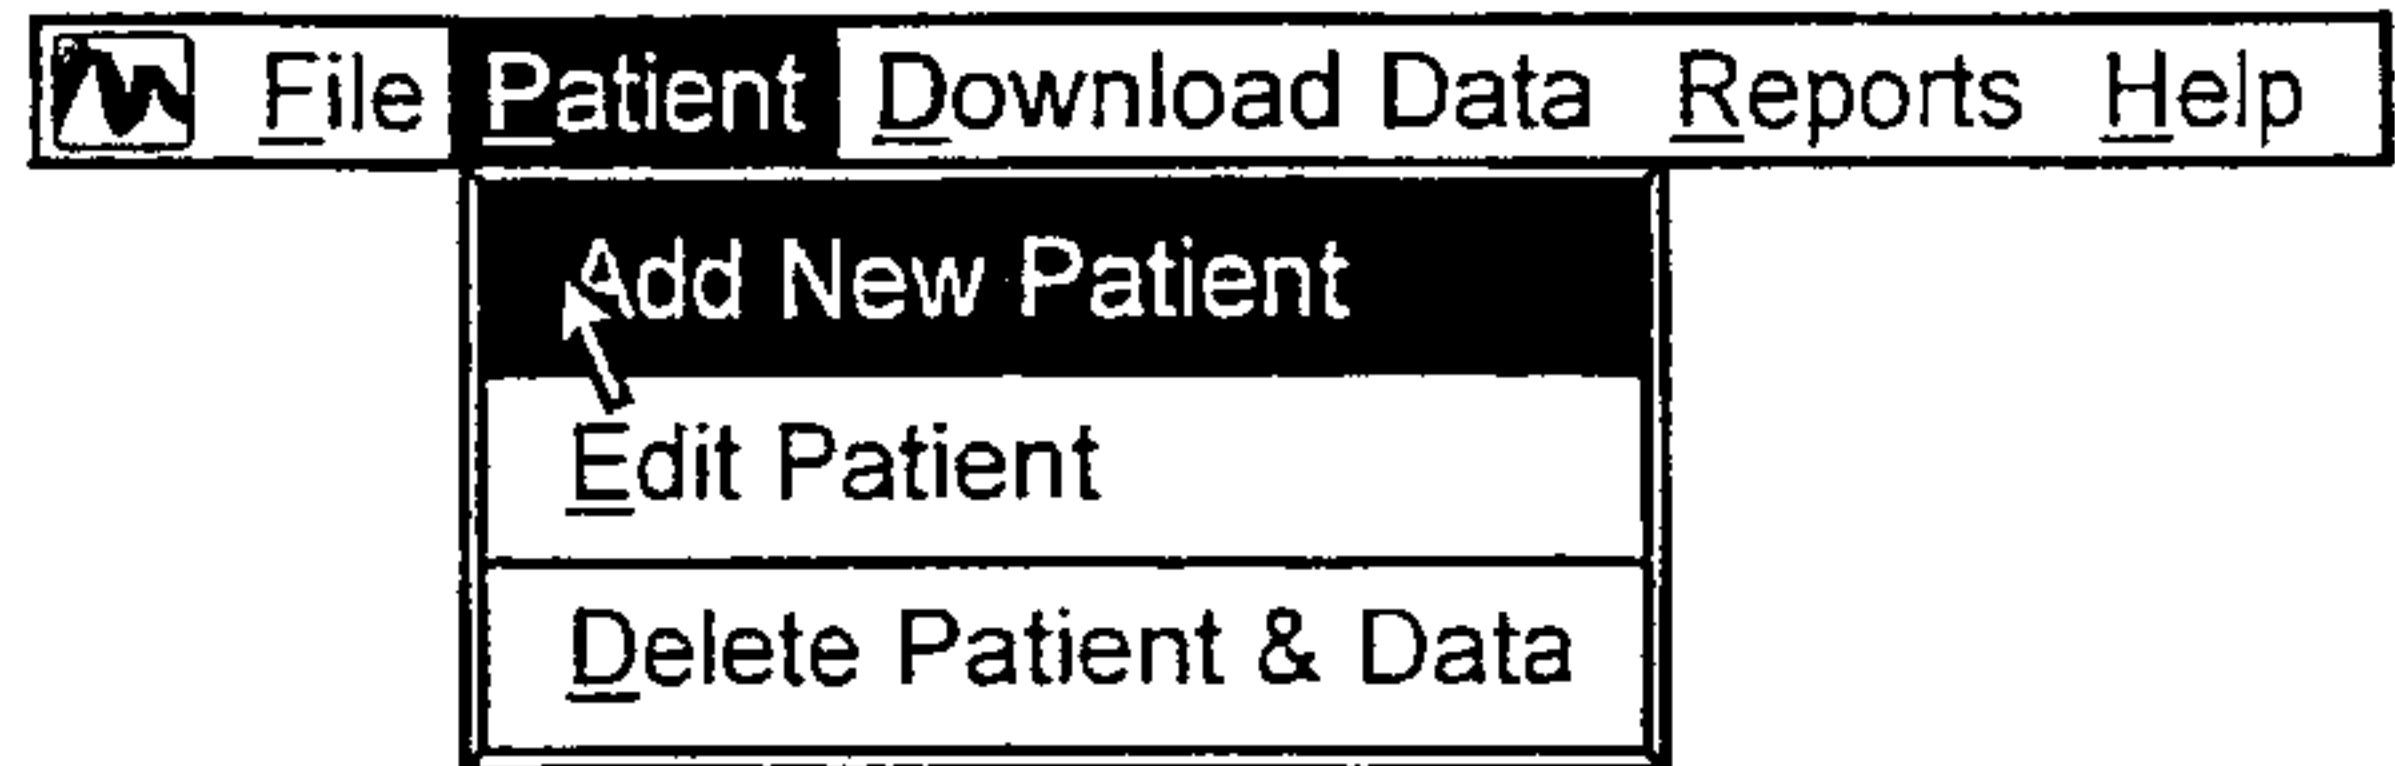 File Patient Download Data Reports Help
Add New Patient
Edit Patient
Delete Patient & Data